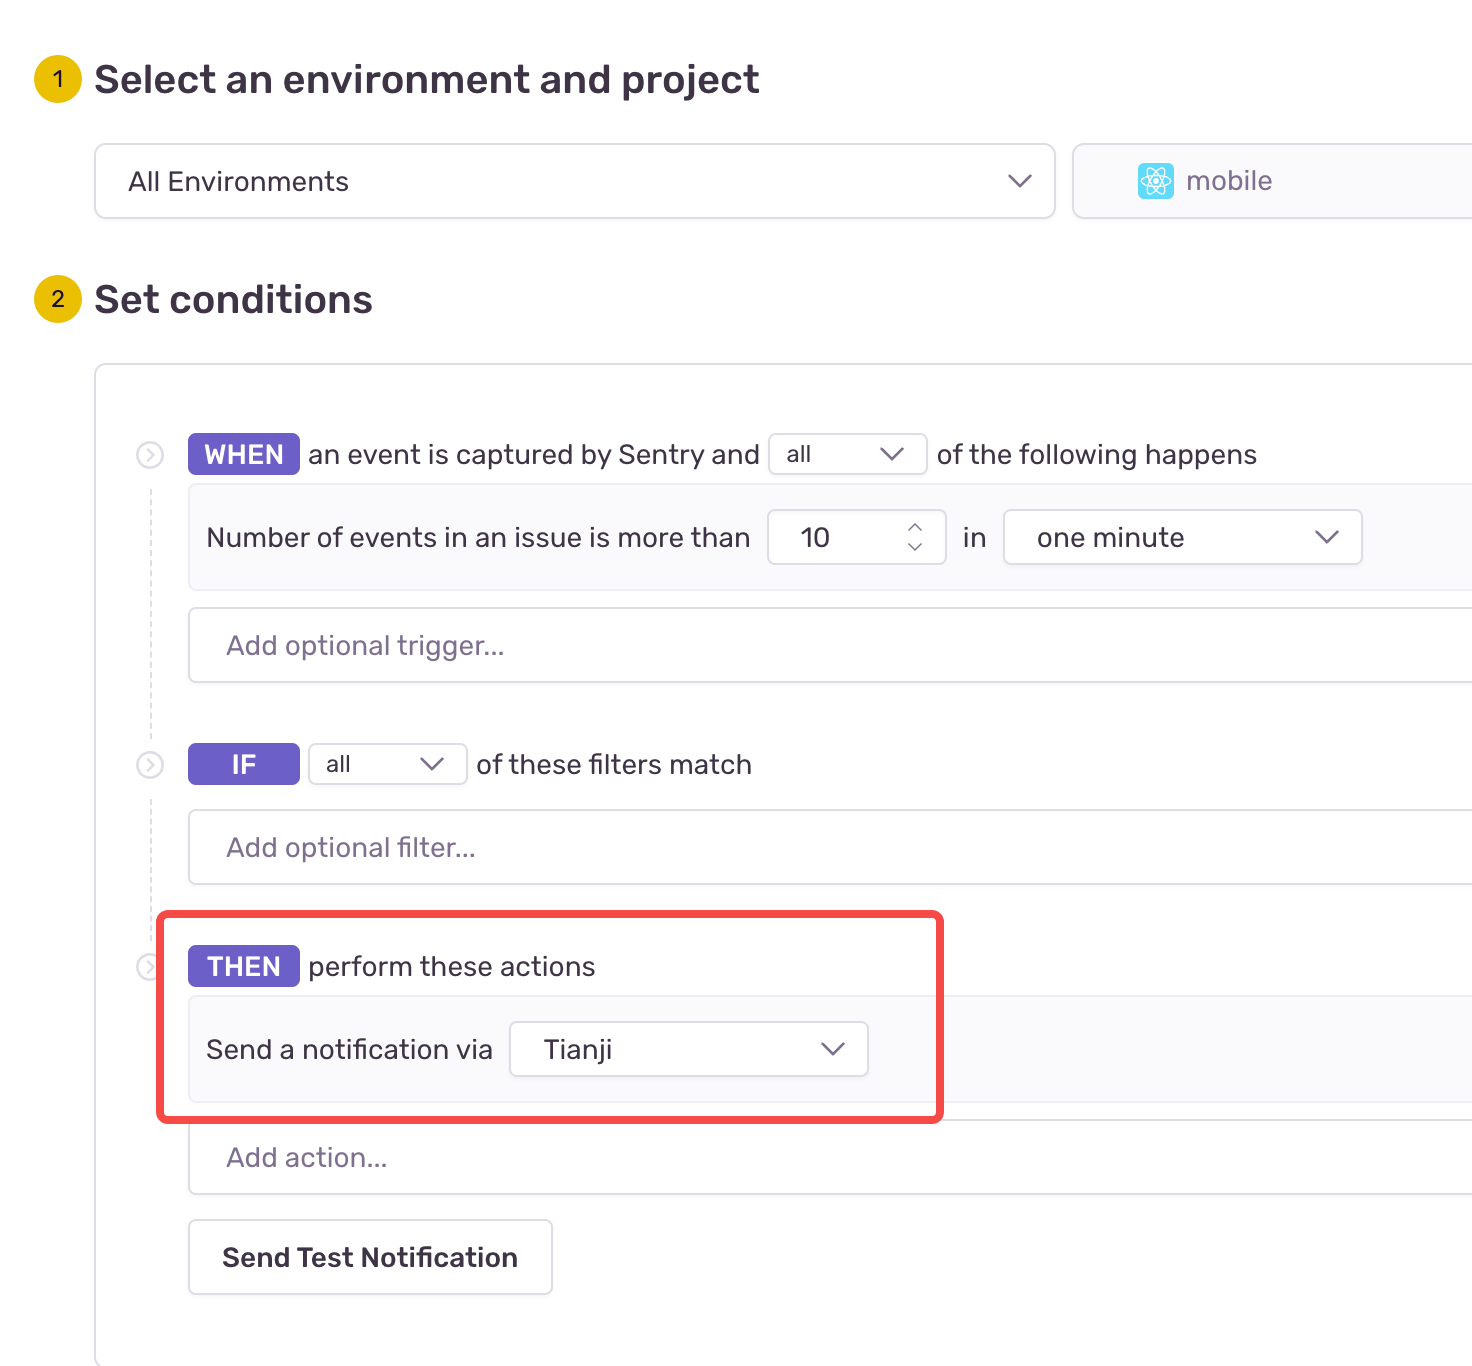 1 Select an environment and project
All Environments mobile
2 Set conditions
WHEN an event is captured by Sentry and all of the following happens
Number of events in an issue is more than 10 in one minute
Add optional trigger...
IF all of these filters match
Add optional filter...
THEN perform these actions
Send a notification via Tianji
Add action...
Send Test Notification